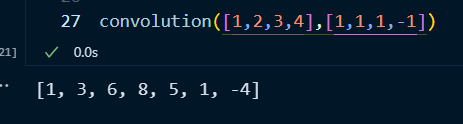 27 convolution([1,2,3,4],[1,1,1,-1])
21] ✓ 0.0s
··
[1, 3, 6, 8, 5, 1, -4]